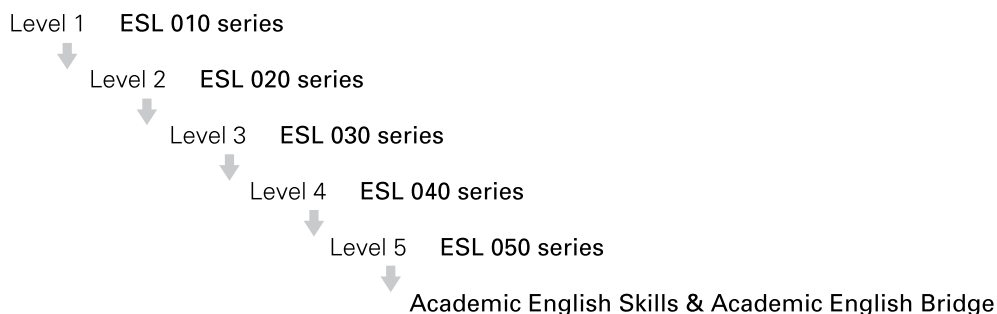 Level 1 ESL 010 series
Level 2 ESL 020 series
Level 3 ESL 030 series
Level 4 ESL 040 series
Level 5 ESL 050 series
Academic English Skills & Academic English Bridge